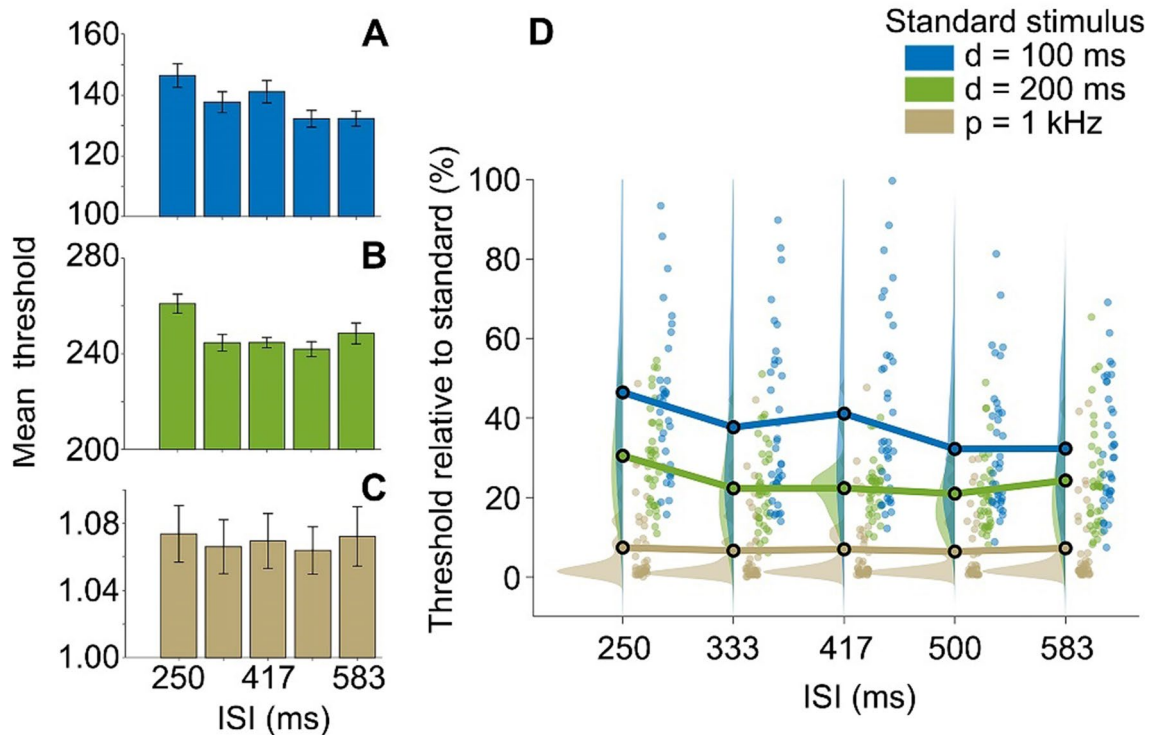 A
160
140
120
100
B
280
240
200
C
1.08
1.04
1.00
Mean threshold
250 417 583
ISI (ms)
D
Standard stimulus
d = 100 ms
d = 200 ms
p = 1 kHz
Threshold relative to standard (%)
100
80
60
40
20
0
250 333 417 500 583
ISI (ms)